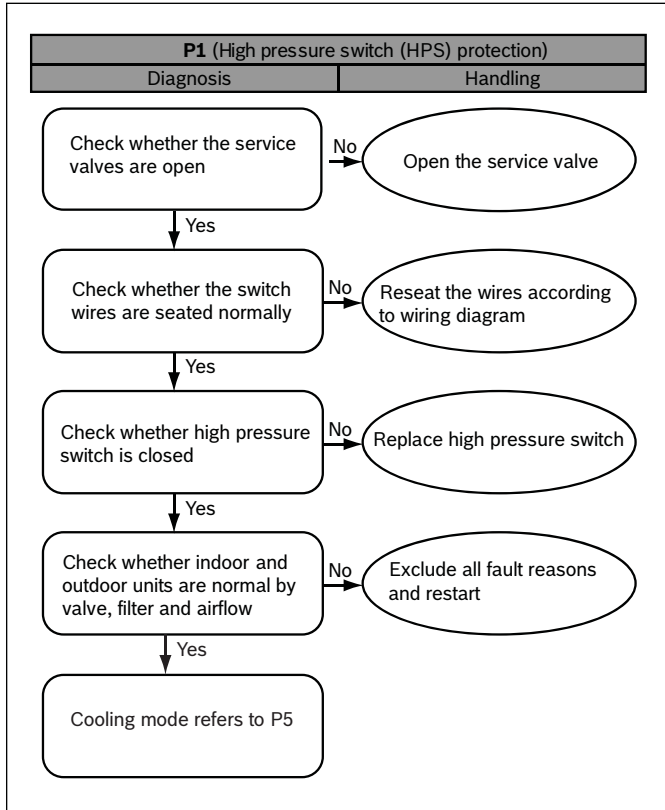 P1 (High pressure switch (HPS) protection)
Diagnosis
Handling
Check whether the service
valves are open
No
Open the service valve
Yes
Check whether the switch
wires are seated normally
No
Reseat the wires according
to wiring diagram
Yes
Check whether high pressure
switch is closed
No
Replace high pressure switch
Yes
Check whether indoor and
outdoor units are normal by
valve, filter and airflow
No
Exclude all fault reasons
and restart
Yes
Cooling mode refers to P5